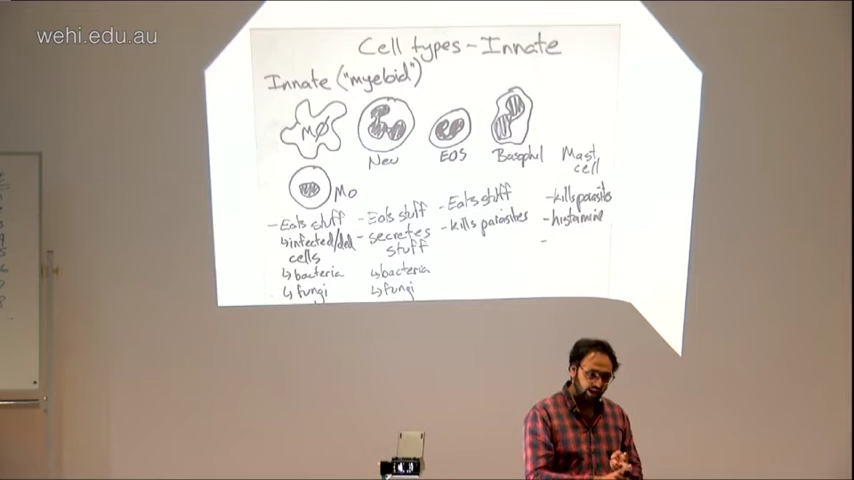 wehi.edu.au
Cell types - Innate
Innate ("myeloid")
MØ
Neu
EOS
Basophil
Mast cell
Mo
- Eats stuff
↳ infected/ded cells
↳ bacteria
↳ fungi
- Eats stuff
- secretes stuff
↳ bacteria
↳ fungi
- Eats stuff
- kills parasites
- kills parasites
- histamine
-